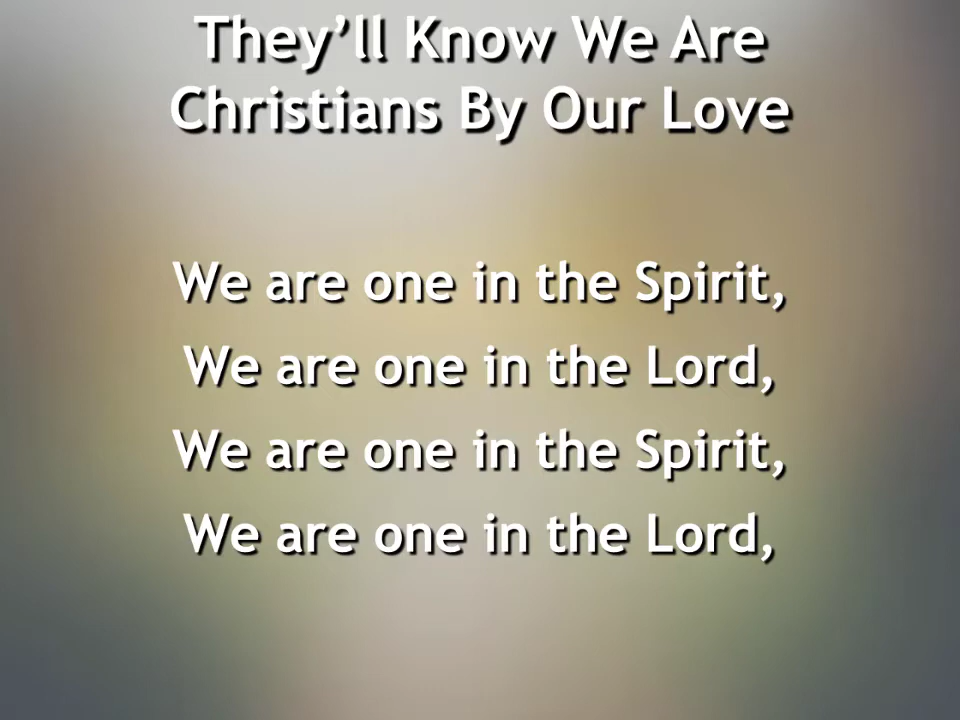 They’ll Know We Are
Christians By Our Love
We are one in the Spirit,
We are one in the Lord,
We are one in the Spirit,
We are one in the Lord,